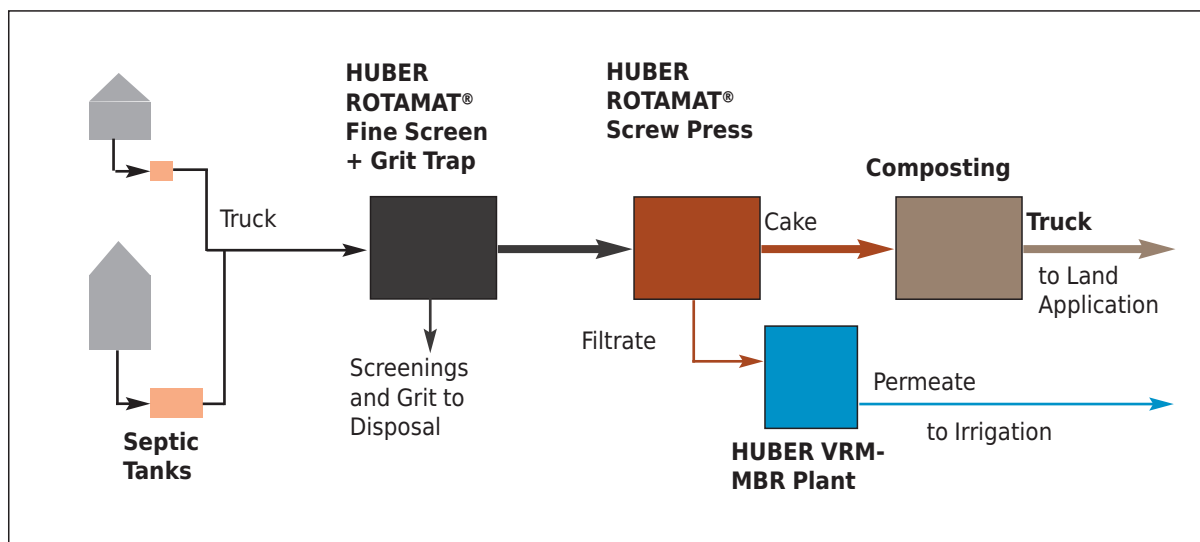 HUBER
ROTAMAT®
Fine Screen
+ Grit Trap
HUBER
ROTAMAT®
Screw Press
Composting
Truck
Cake
Truck
to Land
Application
Filtrate
Screenings
and Grit to
Disposal
Permeate
to Irrigation
Septic
Tanks
HUBER VRM-
MBR Plant